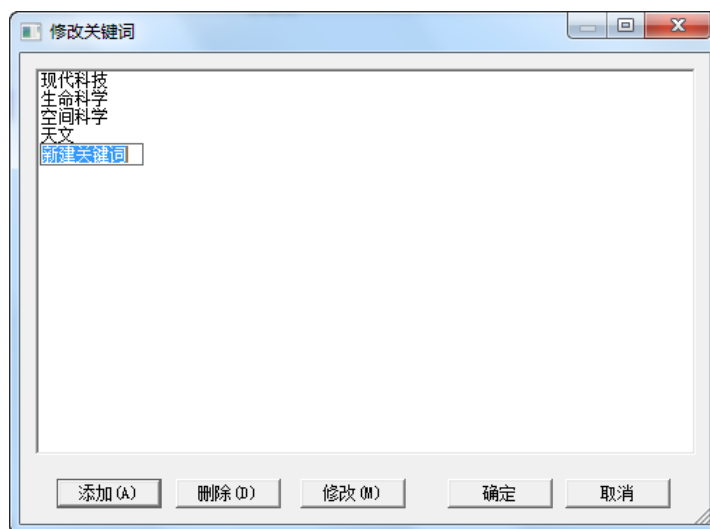 修改关键词
现代科技
生命科学
空间科学
天文
新建关键词
添加(A) 删除(D) 修改(M) 确定 取消